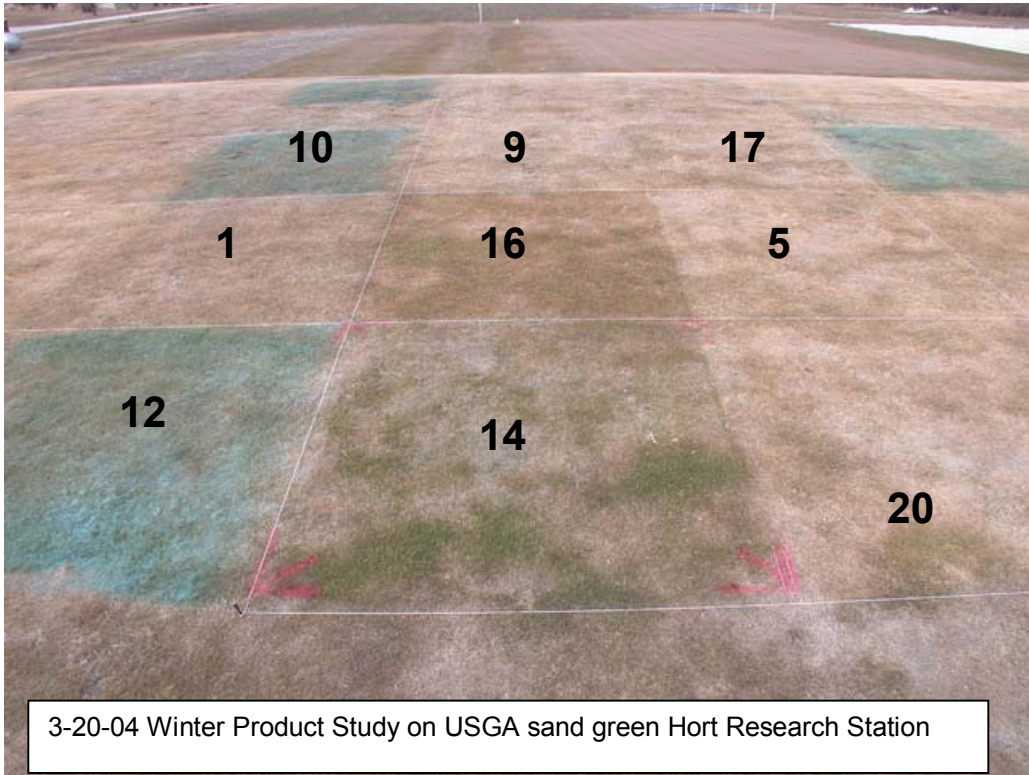 10 9 17
1 16 5
12
14
20
3-20-04 Winter Product Study on USGA sand green Hort Research Station